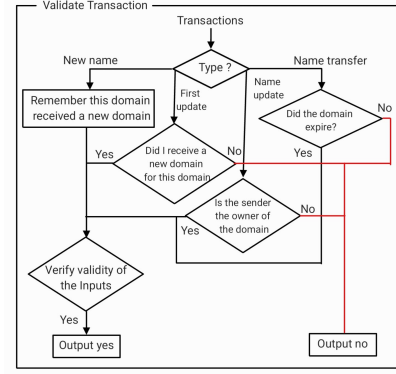 Validate Transaction
Transactions
New name
Type ?
Name transfer
First
update
Name
update
Remember this domain
received a new domain
Did the domain
expire?
No
Yes
Did I receive a
new domain
for this domain
Yes
No
Is the sender
the owner of
the domain
Yes
No
Verify validity of
the Inputs
Yes
Output yes
Output no